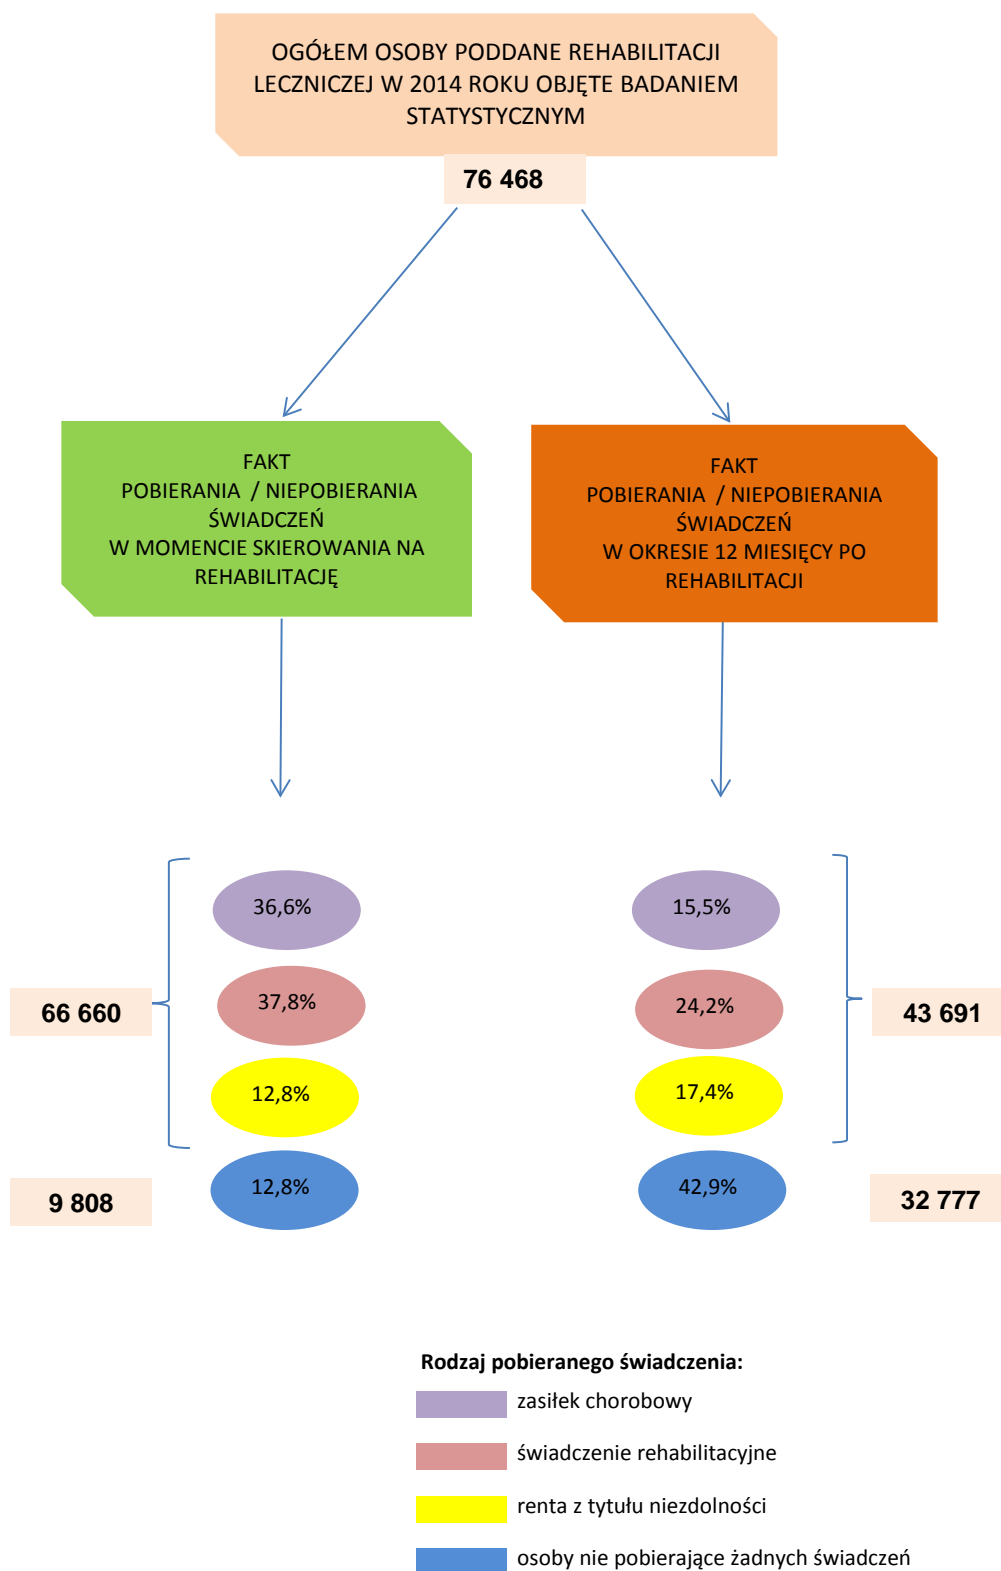 OGÓŁEM OSOBY PODDANE REHABILITACJI
LECZNICZEJ W 2014 ROKU OBJĘTE BADANIEM
STATYSTYCZNYM
76 468
FAKT
POBIERANIA / NIEPOBIERANIA
ŚWIADCZEŃ
W MOMENCIE SKIEROWANIA NA
REHABILITACJĘ
FAKT
POBIERANIA / NIEPOBIERANIA
ŚWIADCZEŃ
W OKRESIE 12 MIESIĘCY PO
REHABILITACJI
36,6%
37,8%
66 660
12,8%
9 808
12,8%
15,5%
24,2%
43 691
17,4%
42,9%
32 777
Rodzaj pobieranego świadczenia:
zasiłek chorobowy
świadczenie rehabilitacyjne
renta z tytułu niezdolności
osoby nie pobierające żadnych świadczeń